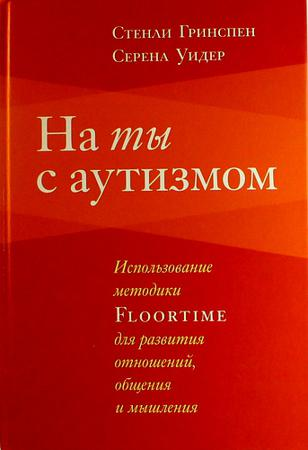 Стенли Гринспен
Серена Уидер
На ты
с аутизмом
Использование
методики
Floortime
для развития
отношений,
общения
и мышления